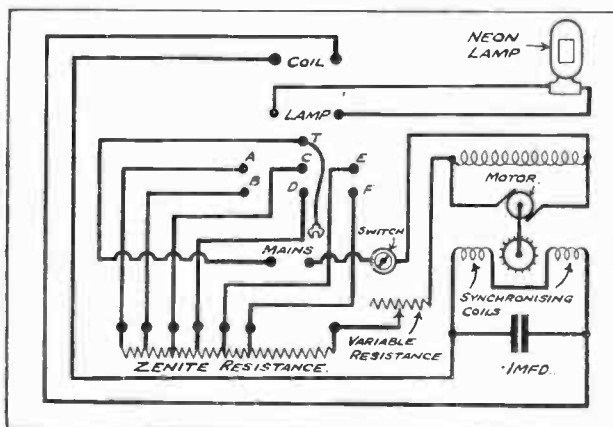 NEON
LAMP
COIL
LAMP
T
A
C
E
B
D
F
MOTOR.
MAINS
SWITCH
SYNCHRONISING
COILS
VARIABLE
RESISTANCE
ZENITE RESISTANCE.
·1MFD..